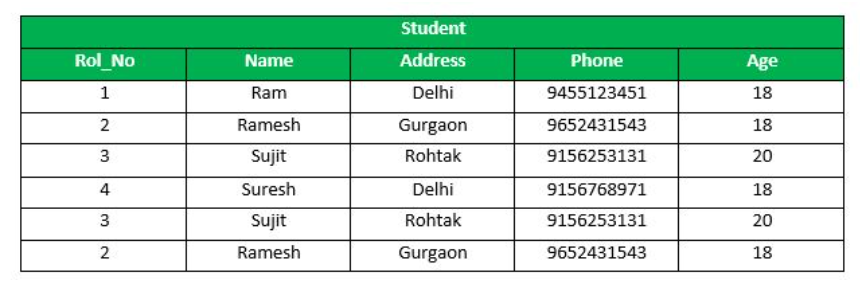 Student
Rol_No Name Address Phone Age
1 Ram Delhi 9455123451 18
2 Ramesh Gurgaon 9652431543 18
3 Sujit Rohtak 9156253131 20
4 Suresh Delhi 9156768971 18
3 Sujit Rohtak 9156253131 20
2 Ramesh Gurgaon 9652431543 18